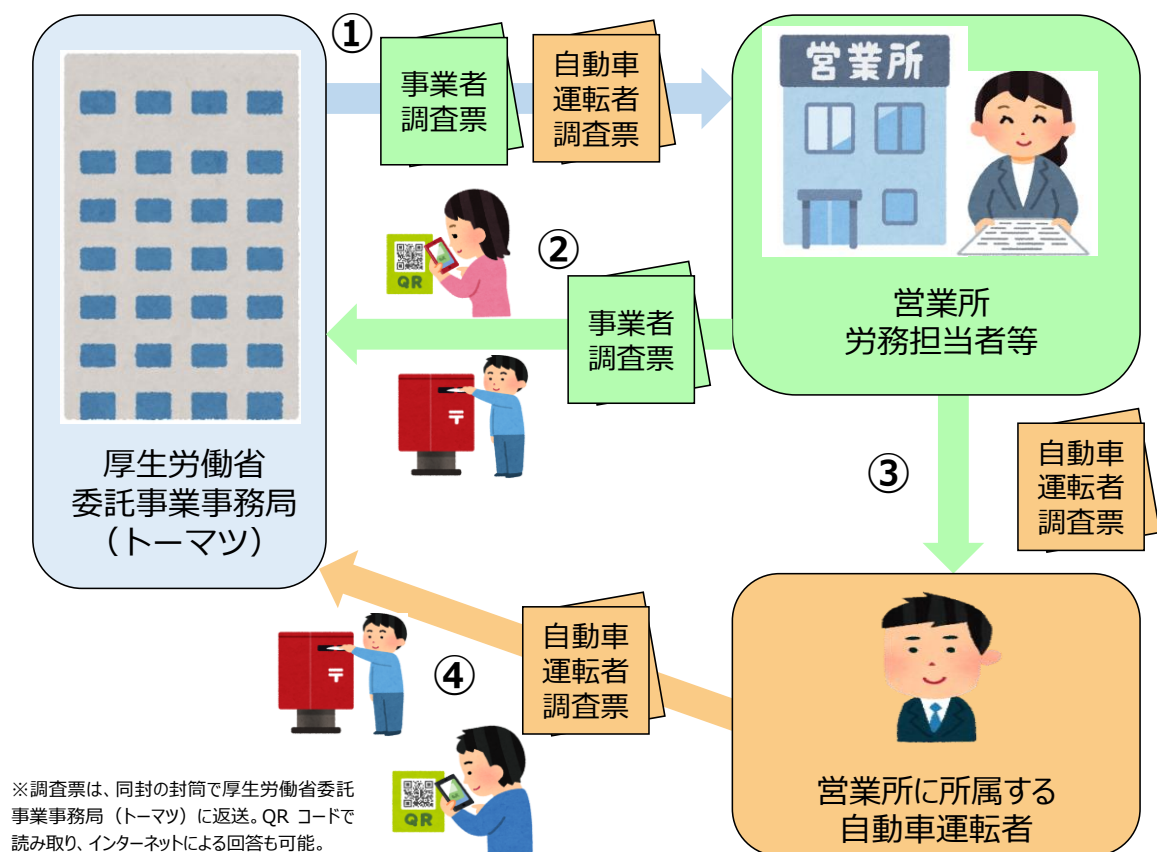 ①
事業者
調査票
自動車
運転者
調査票
営業所
営業所
労務担当者等
②
QR
事業者
調査票
〒
厚生労働省
委託事業事務局
（トーマツ）
③
自動車
運転者
調査票
④
自動車
運転者
調査票
〒
QR
営業所に所属する
自動車運転者
※調査票は、同封の封筒で厚生労働省委託
事業事務局（トーマツ）に返送。QR コードで
読み取り、インターネットによる回答も可能。